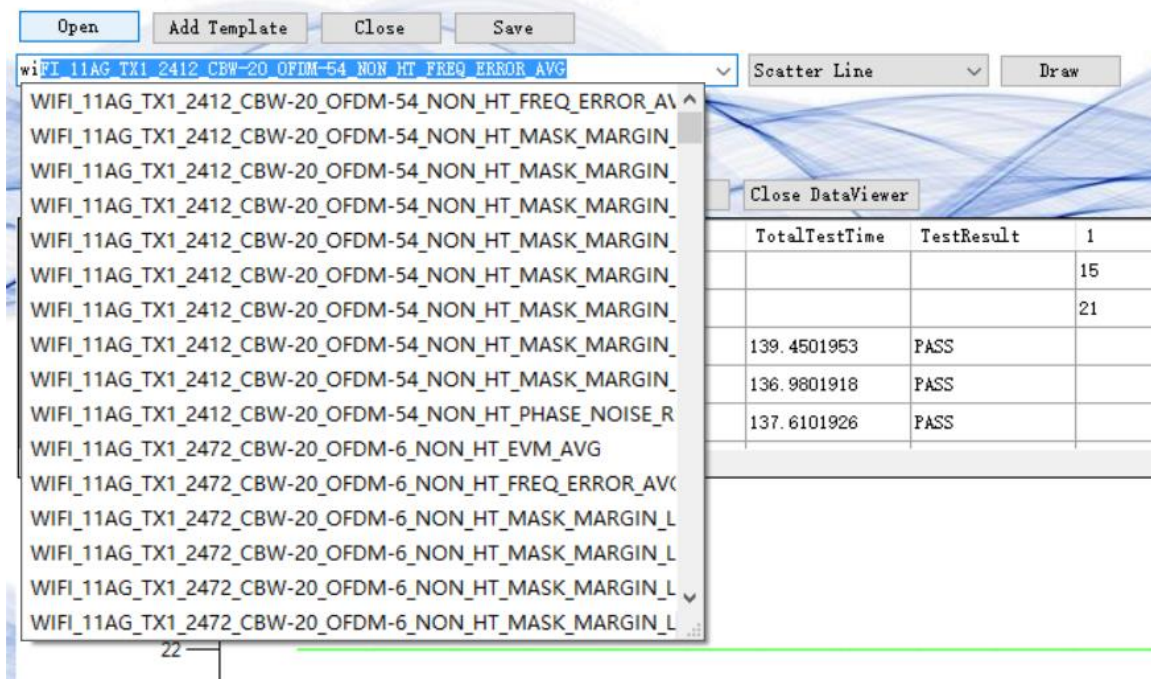 Open Add Template Close Save
wiFI_11AG_TX1_2412_CBW-20_OFDM-54_NON_HT_FREQ_ERROR_AVG Scatter Line Draw
WIFI_11AG_TX1_2412_CBW-20_OFDM-54_NON_HT_FREQ_ERROR_AV
WIFI_11AG_TX1_2412_CBW-20_OFDM-54_NON_HT_MASK_MARGIN_
WIFI_11AG_TX1_2412_CBW-20_OFDM-54_NON_HT_MASK_MARGIN_
WIFI_11AG_TX1_2412_CBW-20_OFDM-54_NON_HT_MASK_MARGIN_
Close DataViewer
WIFI_11AG_TX1_2412_CBW-20_OFDM-54_NON_HT_MASK_MARGIN_
TotalTestTime TestResult 1
WIFI_11AG_TX1_2412_CBW-20_OFDM-54_NON_HT_MASK_MARGIN_
15
WIFI_11AG_TX1_2412_CBW-20_OFDM-54_NON_HT_MASK_MARGIN_
21
WIFI_11AG_TX1_2412_CBW-20_OFDM-54_NON_HT_MASK_MARGIN_
139.4501953 PASS
WIFI_11AG_TX1_2412_CBW-20_OFDM-54_NON_HT_MASK_MARGIN_
136.9801918 PASS
WIFI_11AG_TX1_2412_CBW-20_OFDM-54_NON_HT_PHASE_NOISE_R
137.6101926 PASS
WIFI_11AG_TX1_2472_CBW-20_OFDM-6_NON_HT_EVM_AVG
WIFI_11AG_TX1_2472_CBW-20_OFDM-6_NON_HT_FREQ_ERROR_AV
WIFI_11AG_TX1_2472_CBW-20_OFDM-6_NON_HT_MASK_MARGIN_L
WIFI_11AG_TX1_2472_CBW-20_OFDM-6_NON_HT_MASK_MARGIN_L
WIFI_11AG_TX1_2472_CBW-20_OFDM-6_NON_HT_MASK_MARGIN_L
WIFI_11AG_TX1_2472_CBW-20_OFDM-6_NON_HT_MASK_MARGIN_L
22